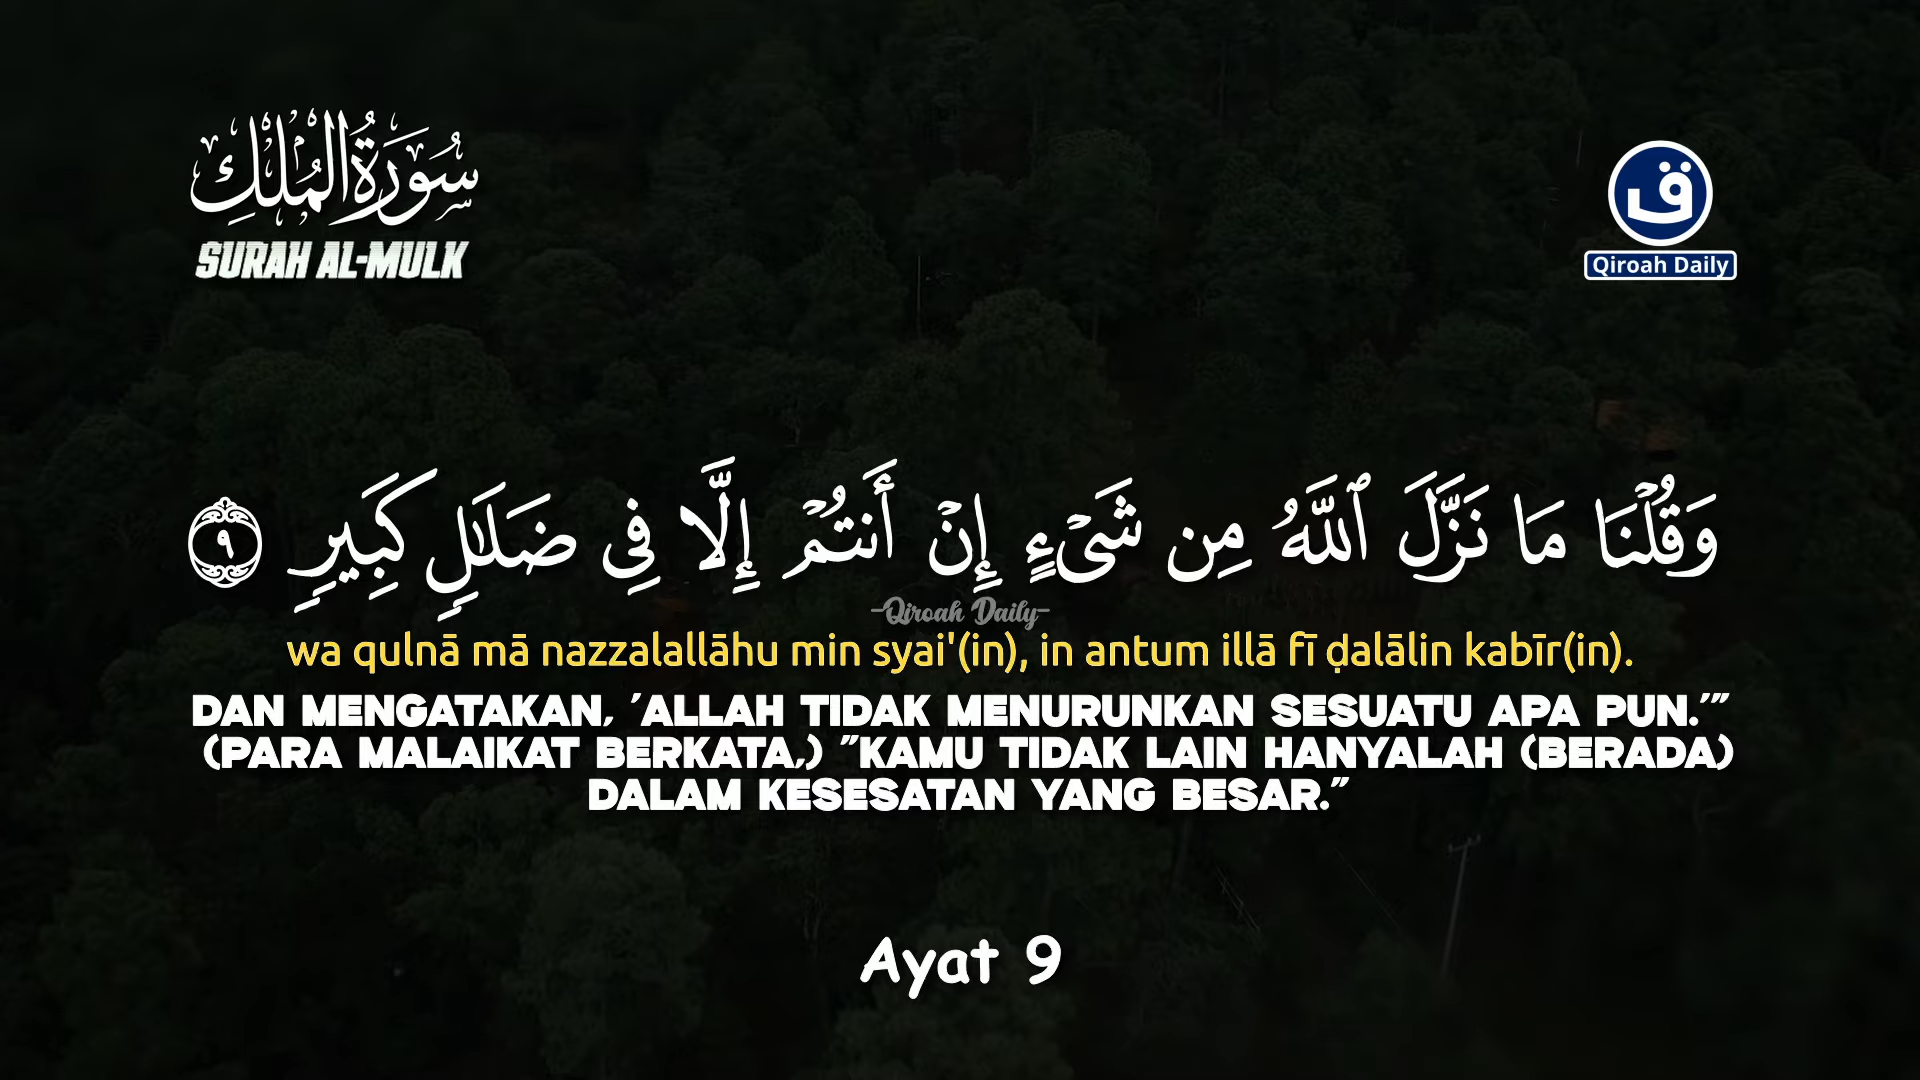 سُورَةُ الْمُلْكِ
SURAH AL-MULK
ق
Qiroah Daily
وَقُلْنَا مَا نَزَّلَ ٱللَّهُ مِن شَىْءٍ إِنْ أَنتُمْ إِلَّا فِى ضَلَـٰلٍ كَبِيرٍ ٩
-Qiroah Daily-
wa qulnā mā nazzalallāhu min syai'(in), in antum illā fī ḍalālin kabīr(in).
DAN MENGATAKAN, 'ALLAH TIDAK MENURUNKAN SESUATU APA PUN.'"
(PARA MALAIKAT BERKATA,) "KAMU TIDAK LAIN HANYALAH (BERADA)
DALAM KESESATAN YANG BESAR."
Ayat 9